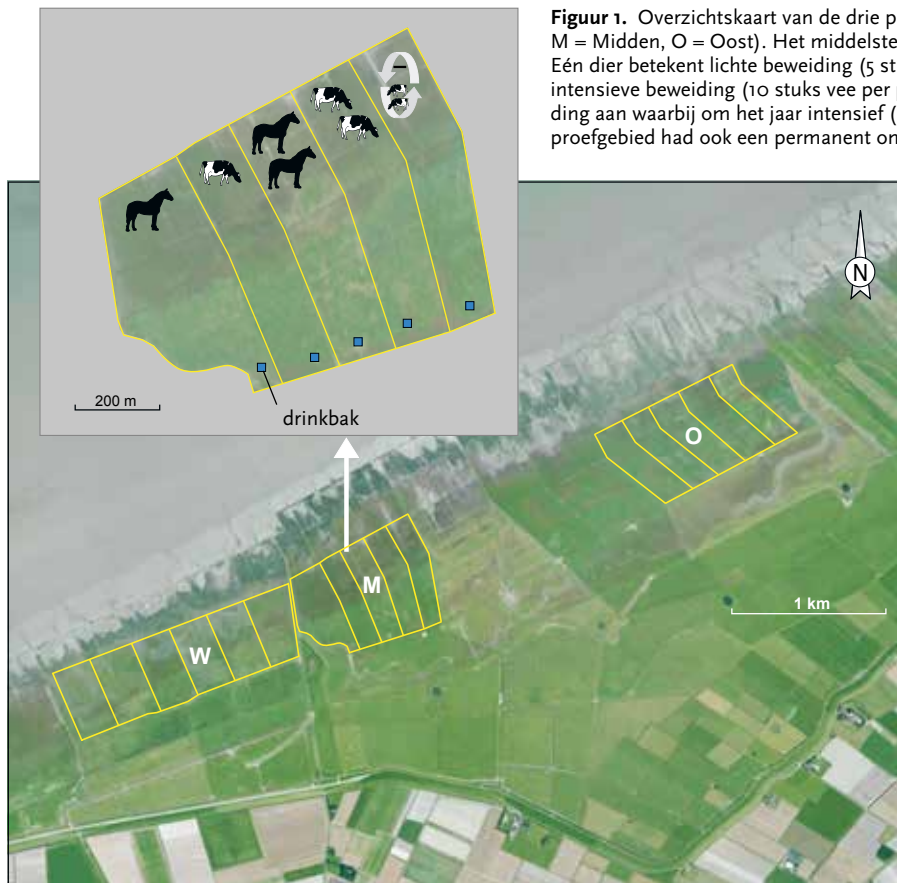 Figuur 1. Overzichtskaart van de drie p
M = Midden, O = Oost). Het middelste
Eén dier betekent lichte beweiding (5 st
intensieve beweiding (10 stuks vee per
ding aan waarbij om het jaar intensief (
proefgebied had ook een permanent on
200 m
drinkbak
N
O
M
W
1 km